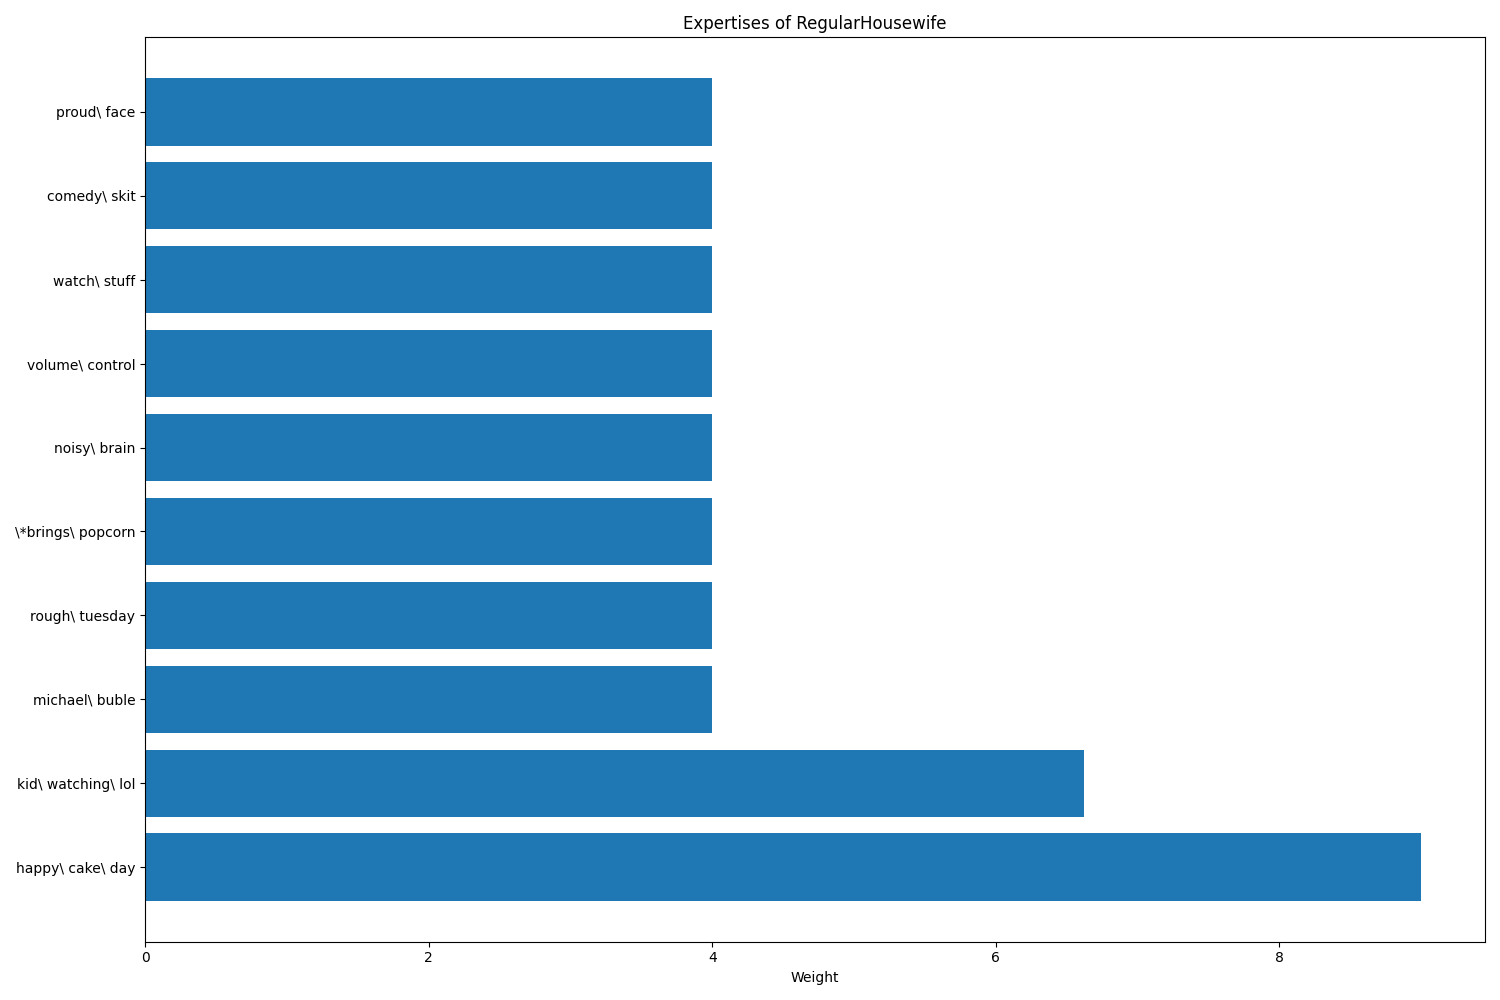 Expertises of RegularHousewife
proud\ face
comedy\ skit
watch\ stuff
volume\ control
noisy\ brain
\*brings\ popcorn
rough\ tuesday
michael\ buble
kid\ watching\ lol
happy\ cake\ day
0 2 4 6 8
Weight